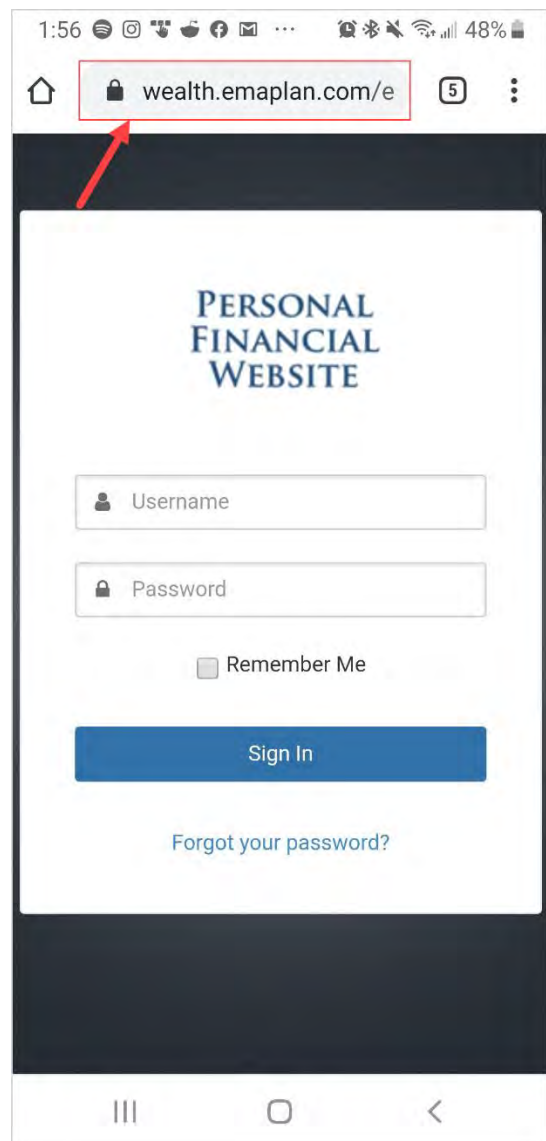 1:56 48%
wealth.emaplan.com/e 5
PERSONAL
FINANCIAL
WEBSITE
Username
Password
Remember Me
Sign In
Forgot your password?